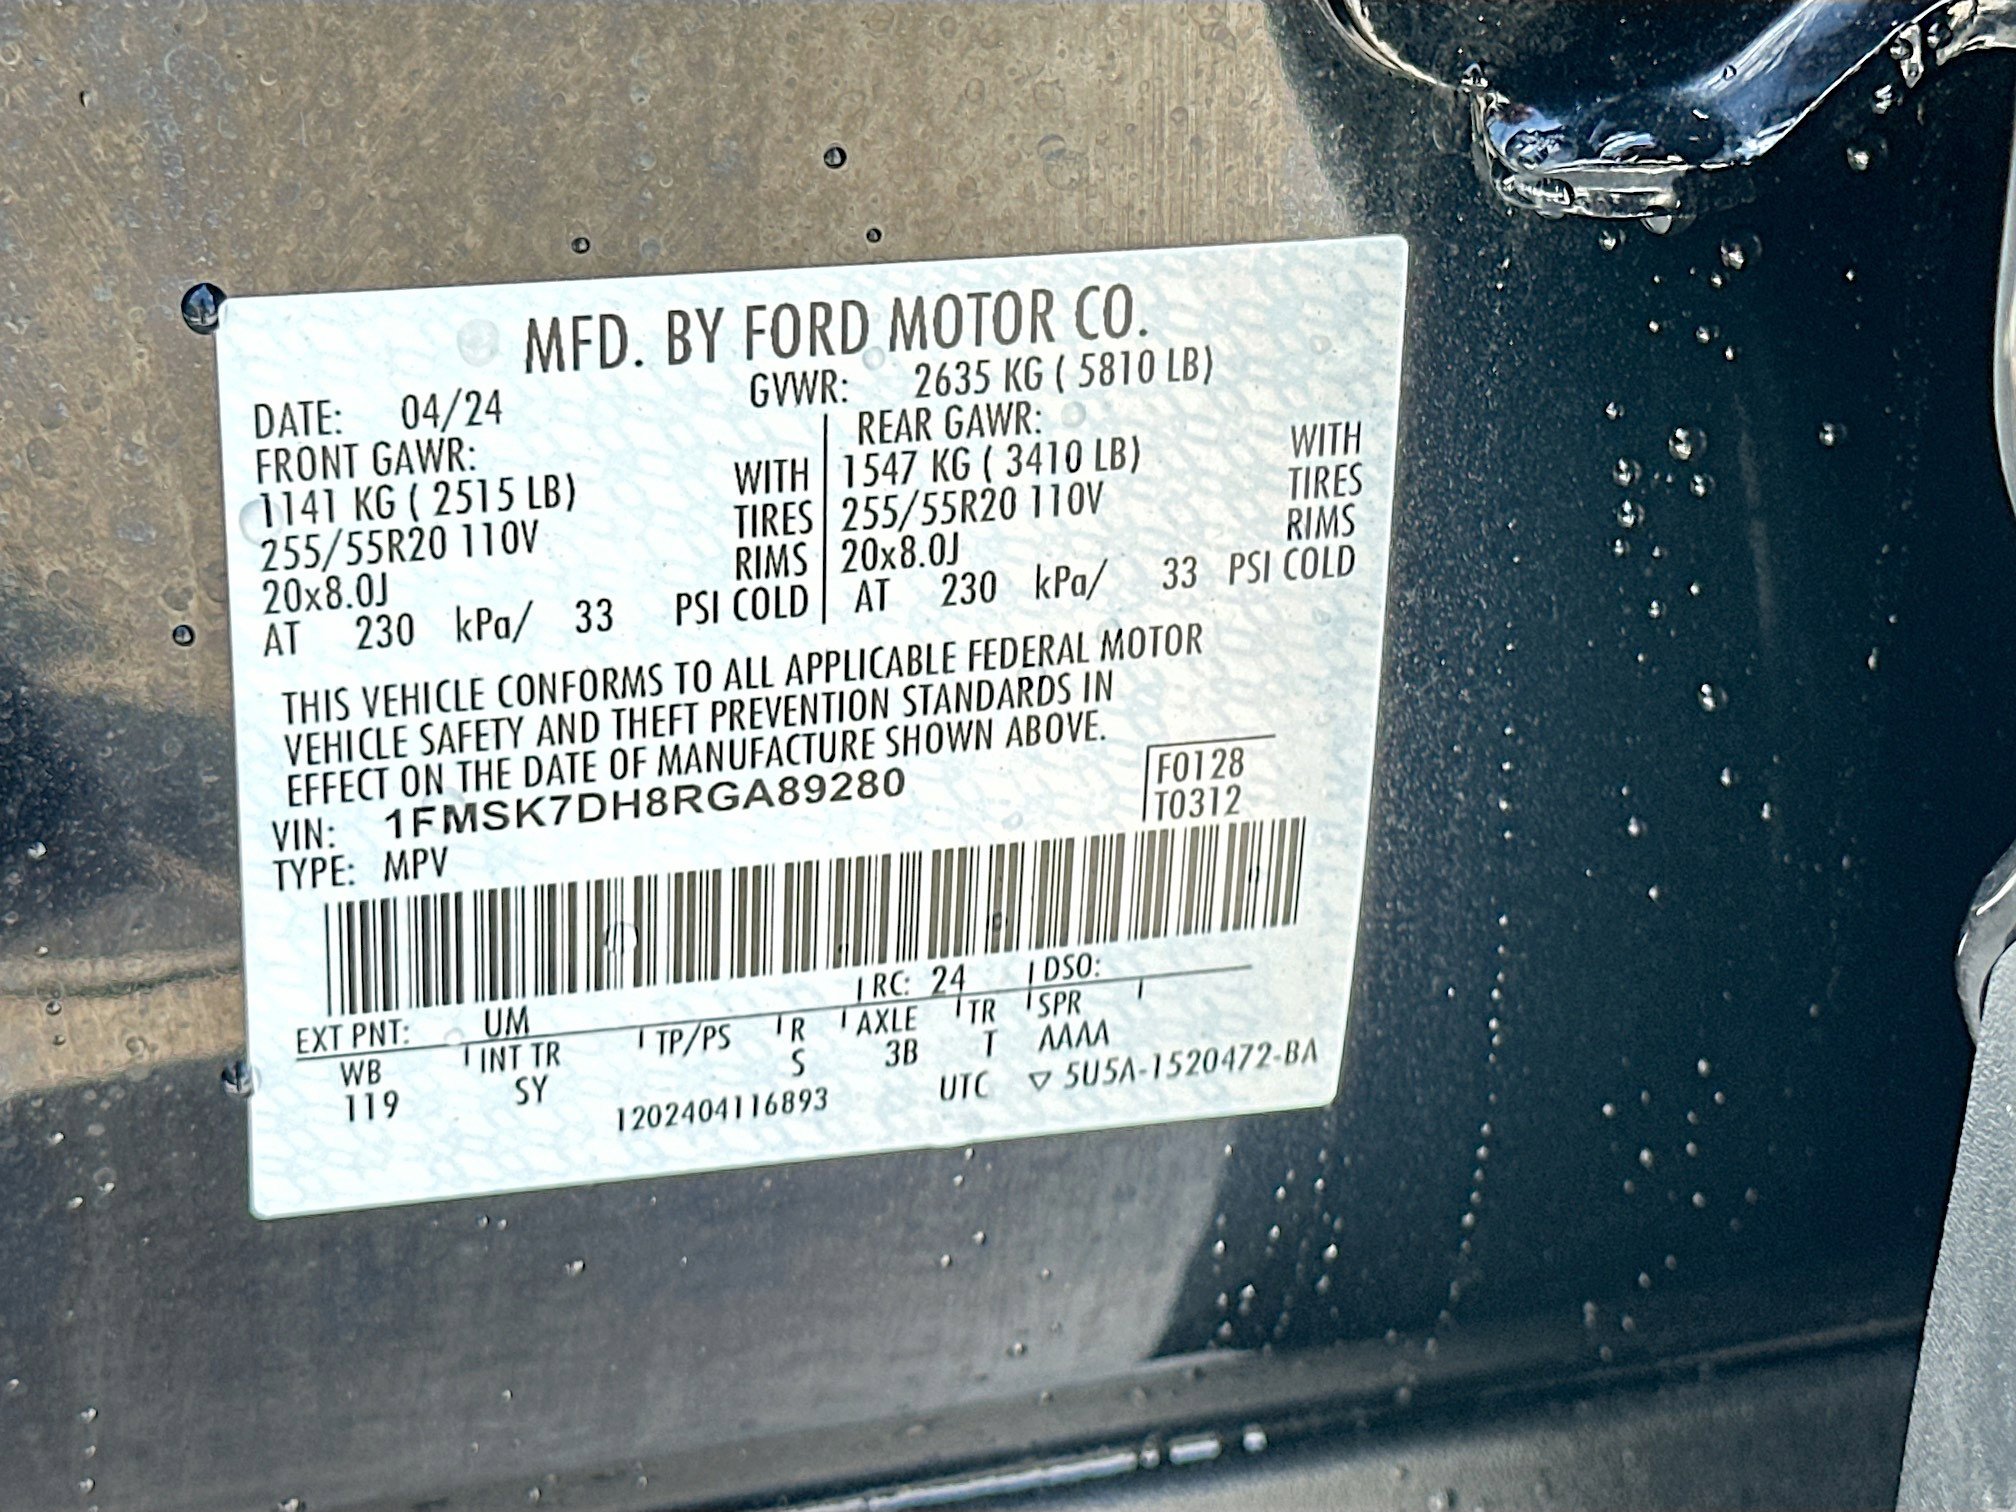 MFD. BY FORD MOTOR CO.
DATE: 04/24 GVWR: 2635 KG ( 5810 LB)
FRONT GAWR: REAR GAWR:
1141 KG ( 2515 LB) WITH 1547 KG ( 3410 LB) WITH
255/55R20 110V TIRES 255/55R20 110V TIRES
20x8.0J RIMS 20x8.0J RIMS
AT 230 kPa/ 33 PSI COLD AT 230 kPa/ 33 PSI COLD
THIS VEHICLE CONFORMS TO ALL APPLICABLE FEDERAL MOTOR
VEHICLE SAFETY AND THEFT PREVENTION STANDARDS IN
EFFECT ON THE DATE OF MANUFACTURE SHOWN ABOVE.
VIN: 1FMSK7DH8RGA89280 F0128
TYPE: MPV T0312
EXT PNT: UM RC: 24 DSO:
WB INT TR TP/PS R AXLE TR SPR
119 SY S 3B T AAAA
1202404116893 UTC ▽ 5U5A-1520472-BA